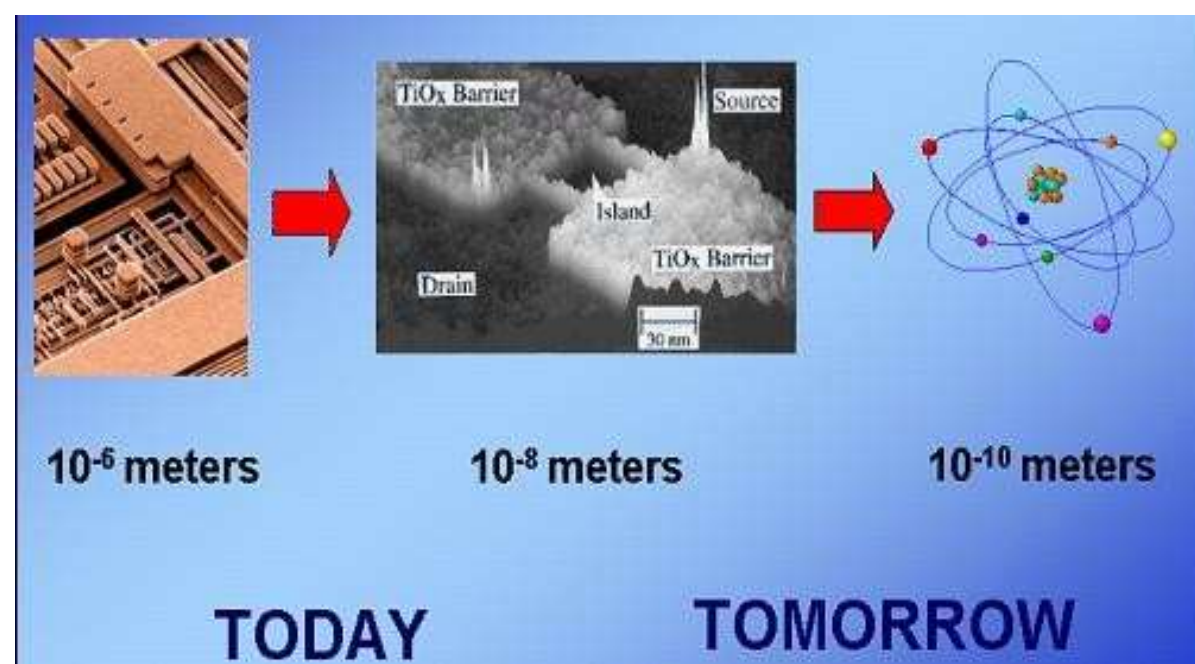 TiOx Barrier
Source
Island
TiOx Barrier
Drain
30 nm
10⁻⁶ meters
10⁻⁸ meters
10⁻¹⁰ meters
TODAY
TOMORROW